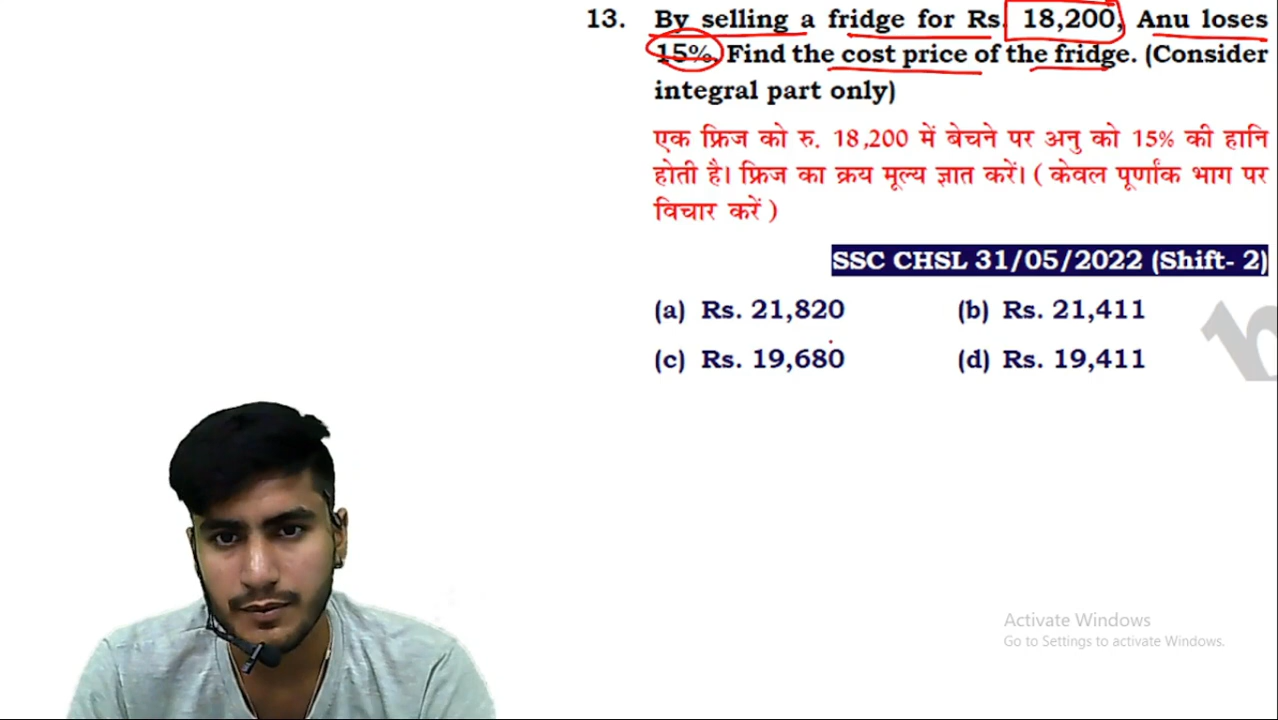 13. By selling a fridge for Rs. 18,200, Anu loses
15%. Find the cost price of the fridge. (Consider
integral part only)
एक फ्रिज को रु. 18,200 में बेचने पर अनु को 15% की हानि
होती है। फ्रिज का क्रय मूल्य ज्ञात करें। ( केवल पूर्णांक भाग पर
विचार करें )
SSC CHSL 31/05/2022 (Shift- 2)
(a) Rs. 21,820 (b) Rs. 21,411
(c) Rs. 19,680 (d) Rs. 19,411
Activate Windows
Go to Settings to activate Windows.